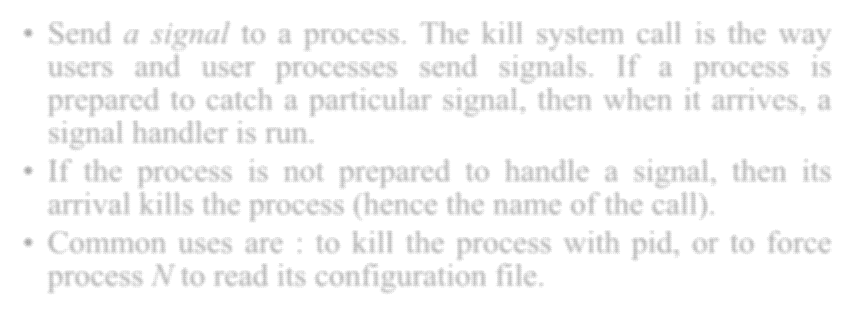 • Send a signal to a process. The kill system call is the way
users and user processes send signals. If a process is
prepared to catch a particular signal, then when it arrives, a
signal handler is run.
• If the process is not prepared to handle a signal, then its
arrival kills the process (hence the name of the call).
• Common uses are : to kill the process with pid, or to force
process N to read its configuration file.